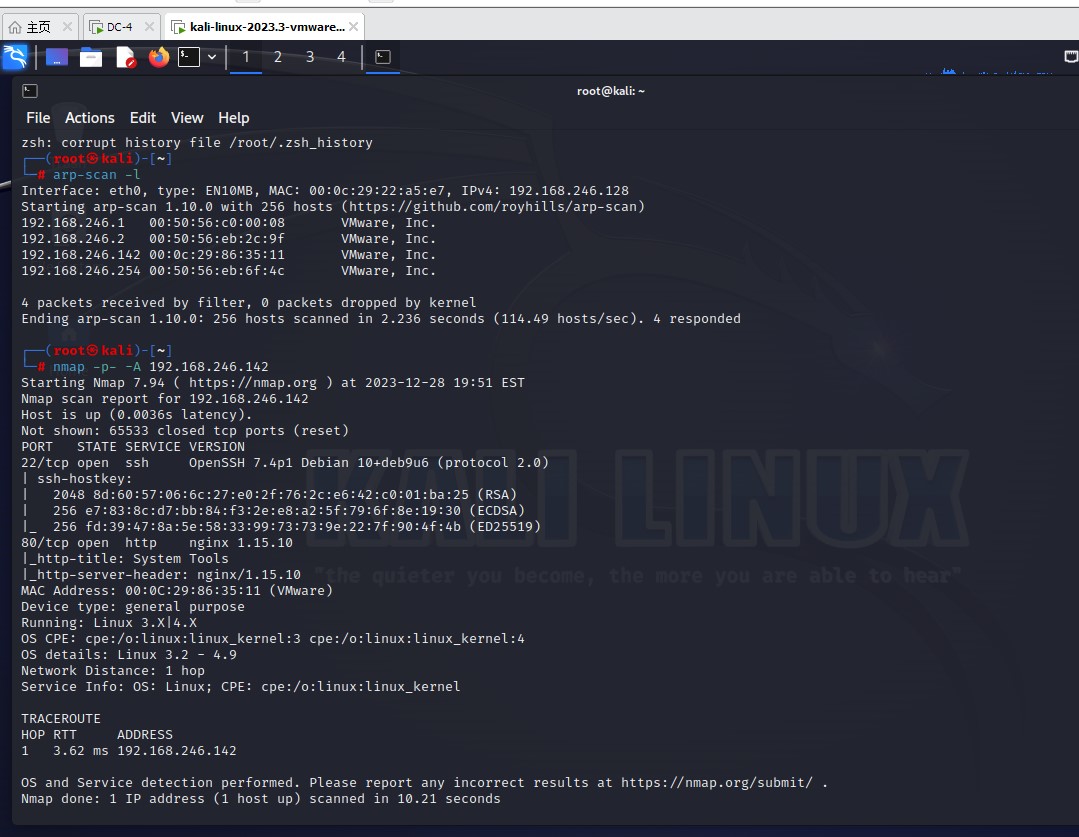 主页
DC-4
kali-linux-2023.3-vmware...
1 2 3 4
root@kali: ~
File Actions Edit View Help
zsh: corrupt history file /root/.zsh_history
┌──(root㉿kali)-[~]
└─# arp-scan -l
Interface: eth0, type: EN10MB, MAC: 00:0c:29:22:a5:e7, IPv4: 192.168.246.128
Starting arp-scan 1.10.0 with 256 hosts (https://github.com/royhills/arp-scan)
192.168.246.1   00:50:56:c0:00:08       VMware, Inc.
192.168.246.2   00:50:56:eb:2c:9f       VMware, Inc.
192.168.246.142 00:0c:29:86:35:11       VMware, Inc.
192.168.246.254 00:50:56:eb:6f:4c       VMware, Inc.
4 packets received by filter, 0 packets dropped by kernel
Ending arp-scan 1.10.0: 256 hosts scanned in 2.236 seconds (114.49 hosts/sec). 4 responded
┌──(root㉿kali)-[~]
└─# nmap -p- -A 192.168.246.142
Starting Nmap 7.94 ( https://nmap.org ) at 2023-12-28 19:51 EST
Nmap scan report for 192.168.246.142
Host is up (0.0036s latency).
Not shown: 65533 closed tcp ports (reset)
PORT   STATE SERVICE VERSION
22/tcp open  ssh     OpenSSH 7.4p1 Debian 10+deb9u6 (protocol 2.0)
| ssh-hostkey:
|   2048 8d:60:57:06:6c:27:e0:2f:76:2c:e6:42:c0:01:ba:25 (RSA)
|   256 e7:83:8c:d7:bb:84:f3:2e:e8:a2:5f:79:6f:8e:19:30 (ECDSA)
|_  256 fd:39:47:8a:5e:58:33:99:73:73:9e:22:7f:90:4f:4b (ED25519)
80/tcp open  http    nginx 1.15.10
|_http-title: System Tools
|_http-server-header: nginx/1.15.10
KALI LINUX
"the quieter you become, the more you are able to hear"
MAC Address: 00:0C:29:86:35:11 (VMware)
Device type: general purpose
Running: Linux 3.X|4.X
OS CPE: cpe:/o:linux:linux_kernel:3 cpe:/o:linux:linux_kernel:4
OS details: Linux 3.2 - 4.9
Network Distance: 1 hop
Service Info: OS: Linux; CPE: cpe:/o:linux:linux_kernel
TRACEROUTE
HOP RTT     ADDRESS
1   3.62 ms 192.168.246.142
OS and Service detection performed. Please report any incorrect results at https://nmap.org/submit/ .
Nmap done: 1 IP address (1 host up) scanned in 10.21 seconds